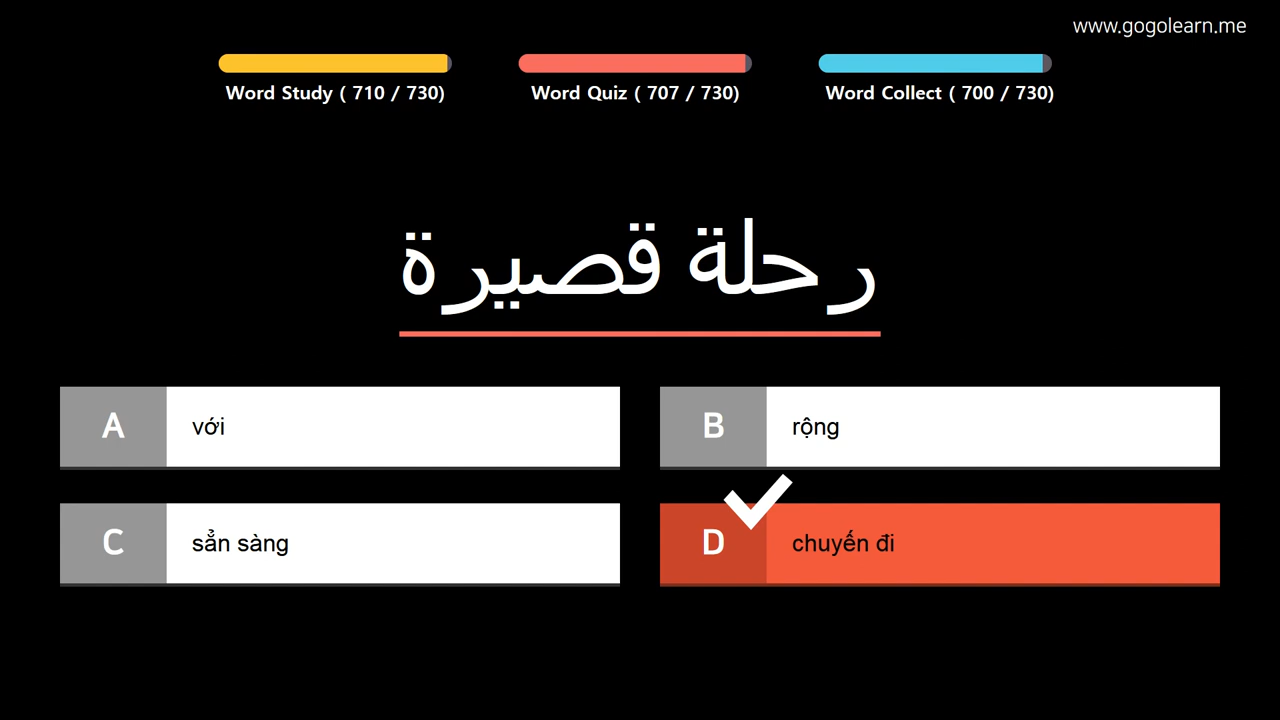 www.gogolearn.me
Word Study ( 710 / 730)
Word Quiz ( 707 / 730)
Word Collect ( 700 / 730)
رحلة قصيرة
A
với
B
rộng
C
sẳn sàng
D
chuyến đi